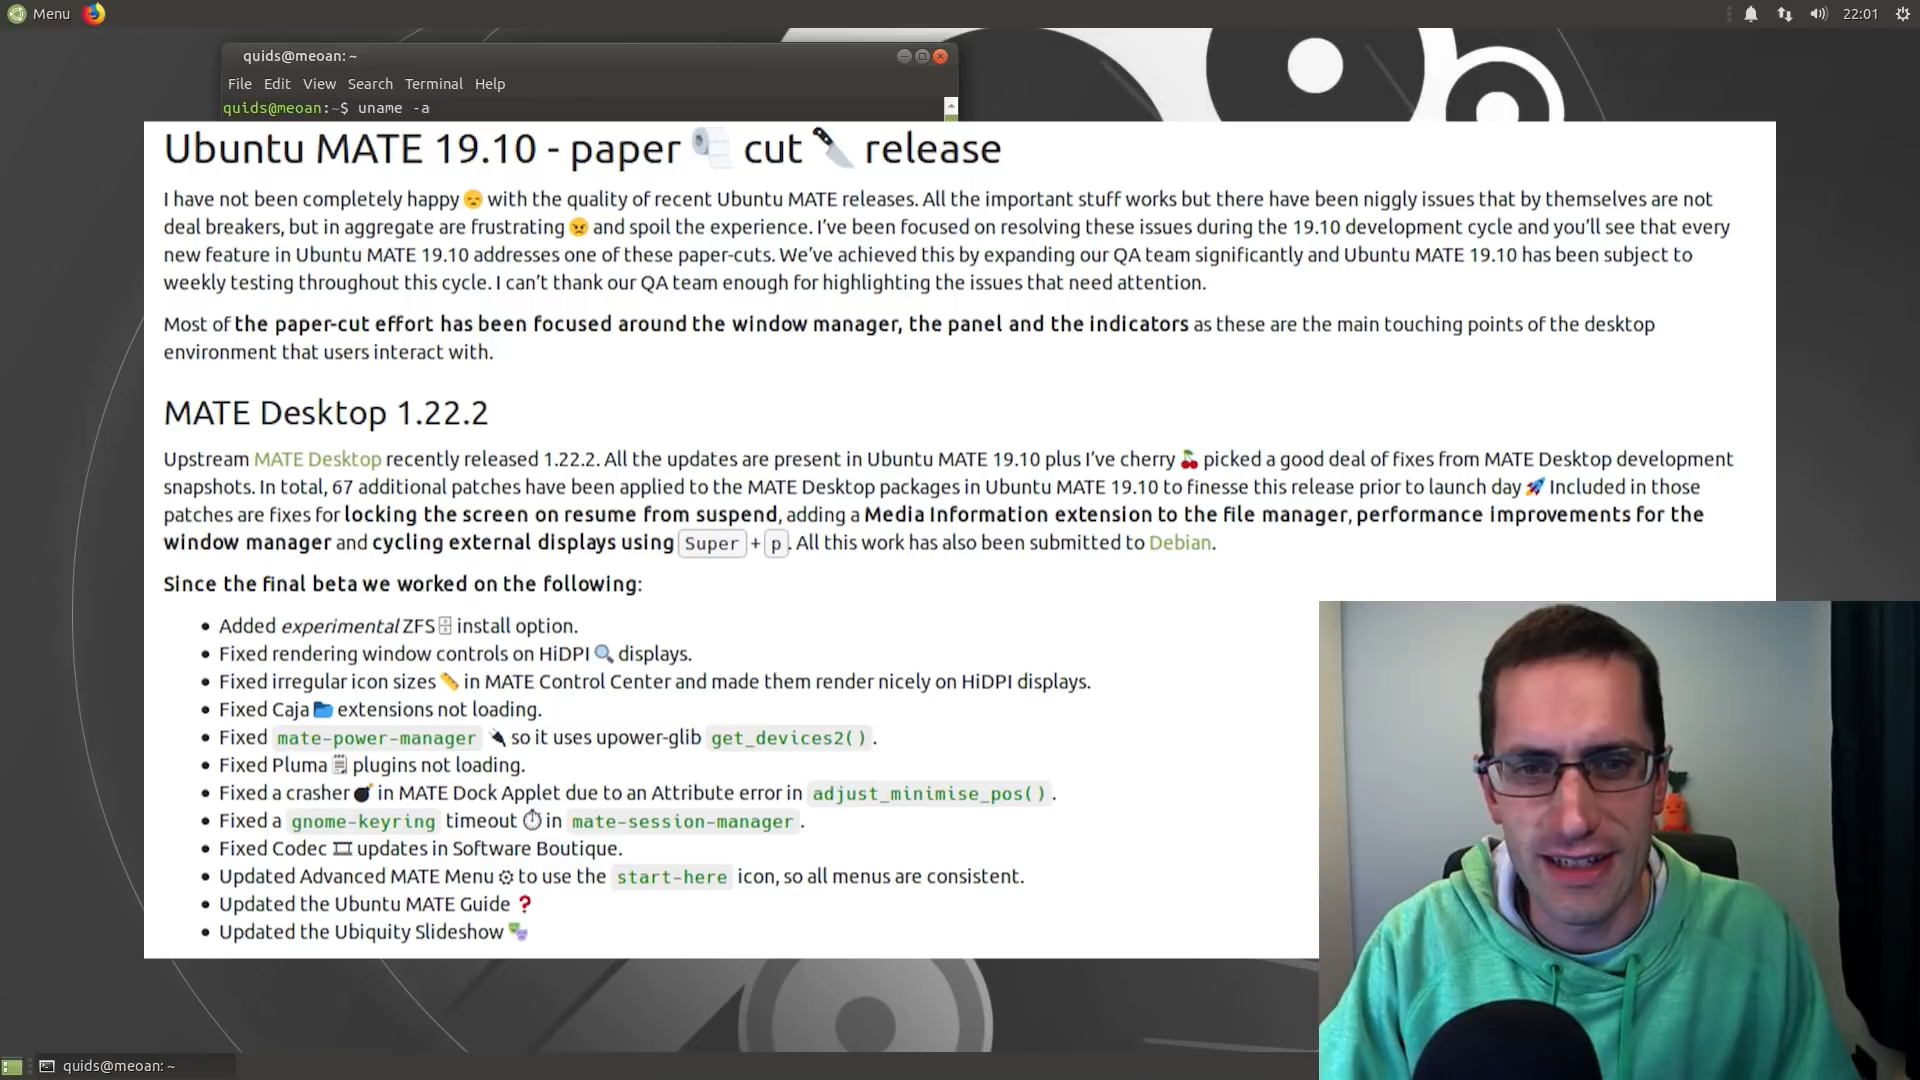 Menu
22:01
quids@meoan: ~
File Edit View Search Terminal Help
quids@meoan:~$ uname -a
Ubuntu MATE 19.10 - paper 🧻 cut 🔪 release
I have not been completely happy 😞 with the quality of recent Ubuntu MATE releases. All the important stuff works but there have been niggly issues that by themselves are not
deal breakers, but in aggregate are frustrating 😠 and spoil the experience. I’ve been focused on resolving these issues during the 19.10 development cycle and you’ll see that every
new feature in Ubuntu MATE 19.10 addresses one of these paper-cuts. We’ve achieved this by expanding our QA team significantly and Ubuntu MATE 19.10 has been subject to
weekly testing throughout this cycle. I can’t thank our QA team enough for highlighting the issues that need attention.
Most of the paper-cut effort has been focused around the window manager, the panel and the indicators as these are the main touching points of the desktop
environment that users interact with.
MATE Desktop 1.22.2
Upstream MATE Desktop recently released 1.22.2. All the updates are present in Ubuntu MATE 19.10 plus I’ve cherry 🍒 picked a good deal of fixes from MATE Desktop development
snapshots. In total, 67 additional patches have been applied to the MATE Desktop packages in Ubuntu MATE 19.10 to finesse this release prior to launch day 🚀 Included in those
patches are fixes for locking the screen on resume from suspend, adding a Media Information extension to the file manager, performance improvements for the
window manager and cycling external displays using Super + p. All this work has also been submitted to Debian.
Since the final beta we worked on the following:
• Added experimental ZFS 🗄 install option.
• Fixed rendering window controls on HiDPI 🔍 displays.
• Fixed irregular icon sizes 📏 in MATE Control Center and made them render nicely on HiDPI displays.
• Fixed Caja 📂 extensions not loading.
• Fixed mate-power-manager 🔌 so it uses upower-glib get_devices2().
• Fixed Pluma 🗒 plugins not loading.
• Fixed a crasher 💣 in MATE Dock Applet due to an Attribute error in adjust_minimise_pos().
• Fixed a gnome-keyring timeout ⏱ in mate-session-manager.
• Fixed Codec 🎞 updates in Software Boutique.
• Updated Advanced MATE Menu ⚙ to use the start-here icon, so all menus are consistent.
• Updated the Ubuntu MATE Guide ❓
• Updated the Ubiquity Slideshow 🎭
quids@meoan: ~